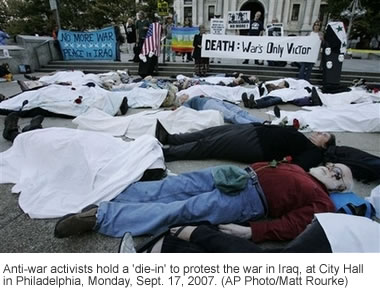 NO MORE WAR
PEACE in IRAQ
DEATH: WAR's Only Victor
Anti-war activists hold a 'die-in' to protest the war in Iraq, at City Hall
in Philadelphia, Monday, Sept. 17, 2007. (AP Photo/Matt Rourke)